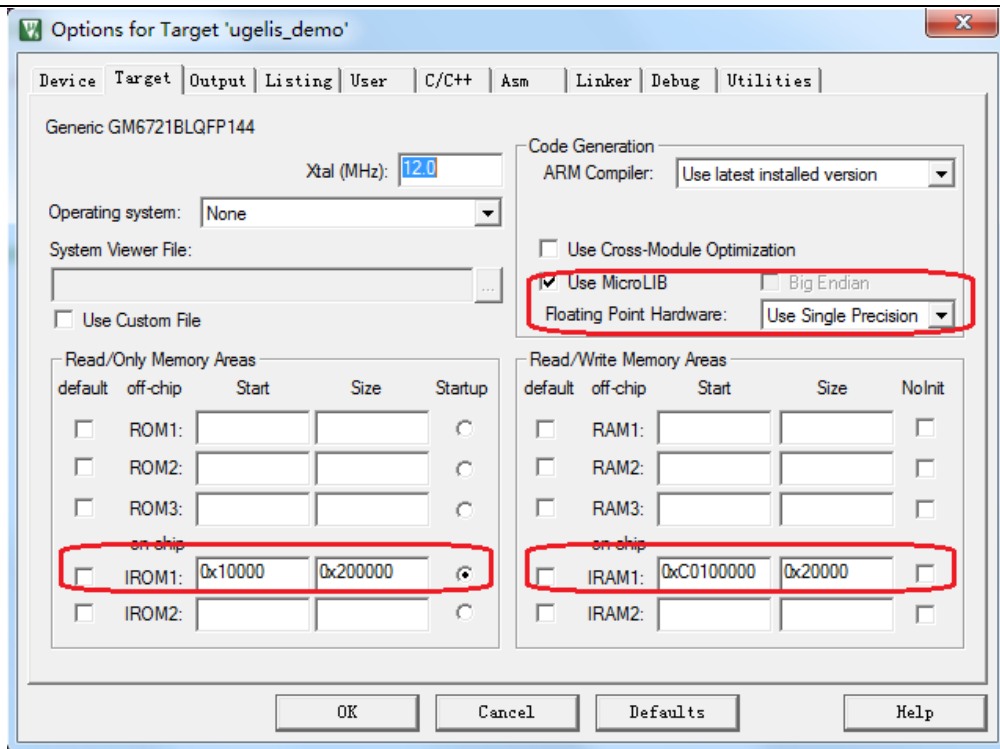 Options for Target 'ugelis_demo'
Device Target Output Listing User C/C++ Asm Linker Debug Utilities
Generic GM6721BLQFP144
Xtal (MHz): 12.0
Operating system: None
System Viewer File:
...
Use Custom File
Code Generation
ARM Compiler: Use latest installed version
Use Cross-Module Optimization
Use MicroLIB Big Endian
Floating Point Hardware: Use Single Precision
Read/Only Memory Areas
default off-chip Start Size Startup
ROM1:
ROM2:
ROM3:
on-chip
IROM1: 0x10000 0x200000
IROM2:
Read/Write Memory Areas
default off-chip Start Size NoInit
RAM1:
RAM2:
RAM3:
on-chip
IRAM1: 0xC0100000 0x20000
IRAM2:
OK Cancel Defaults Help